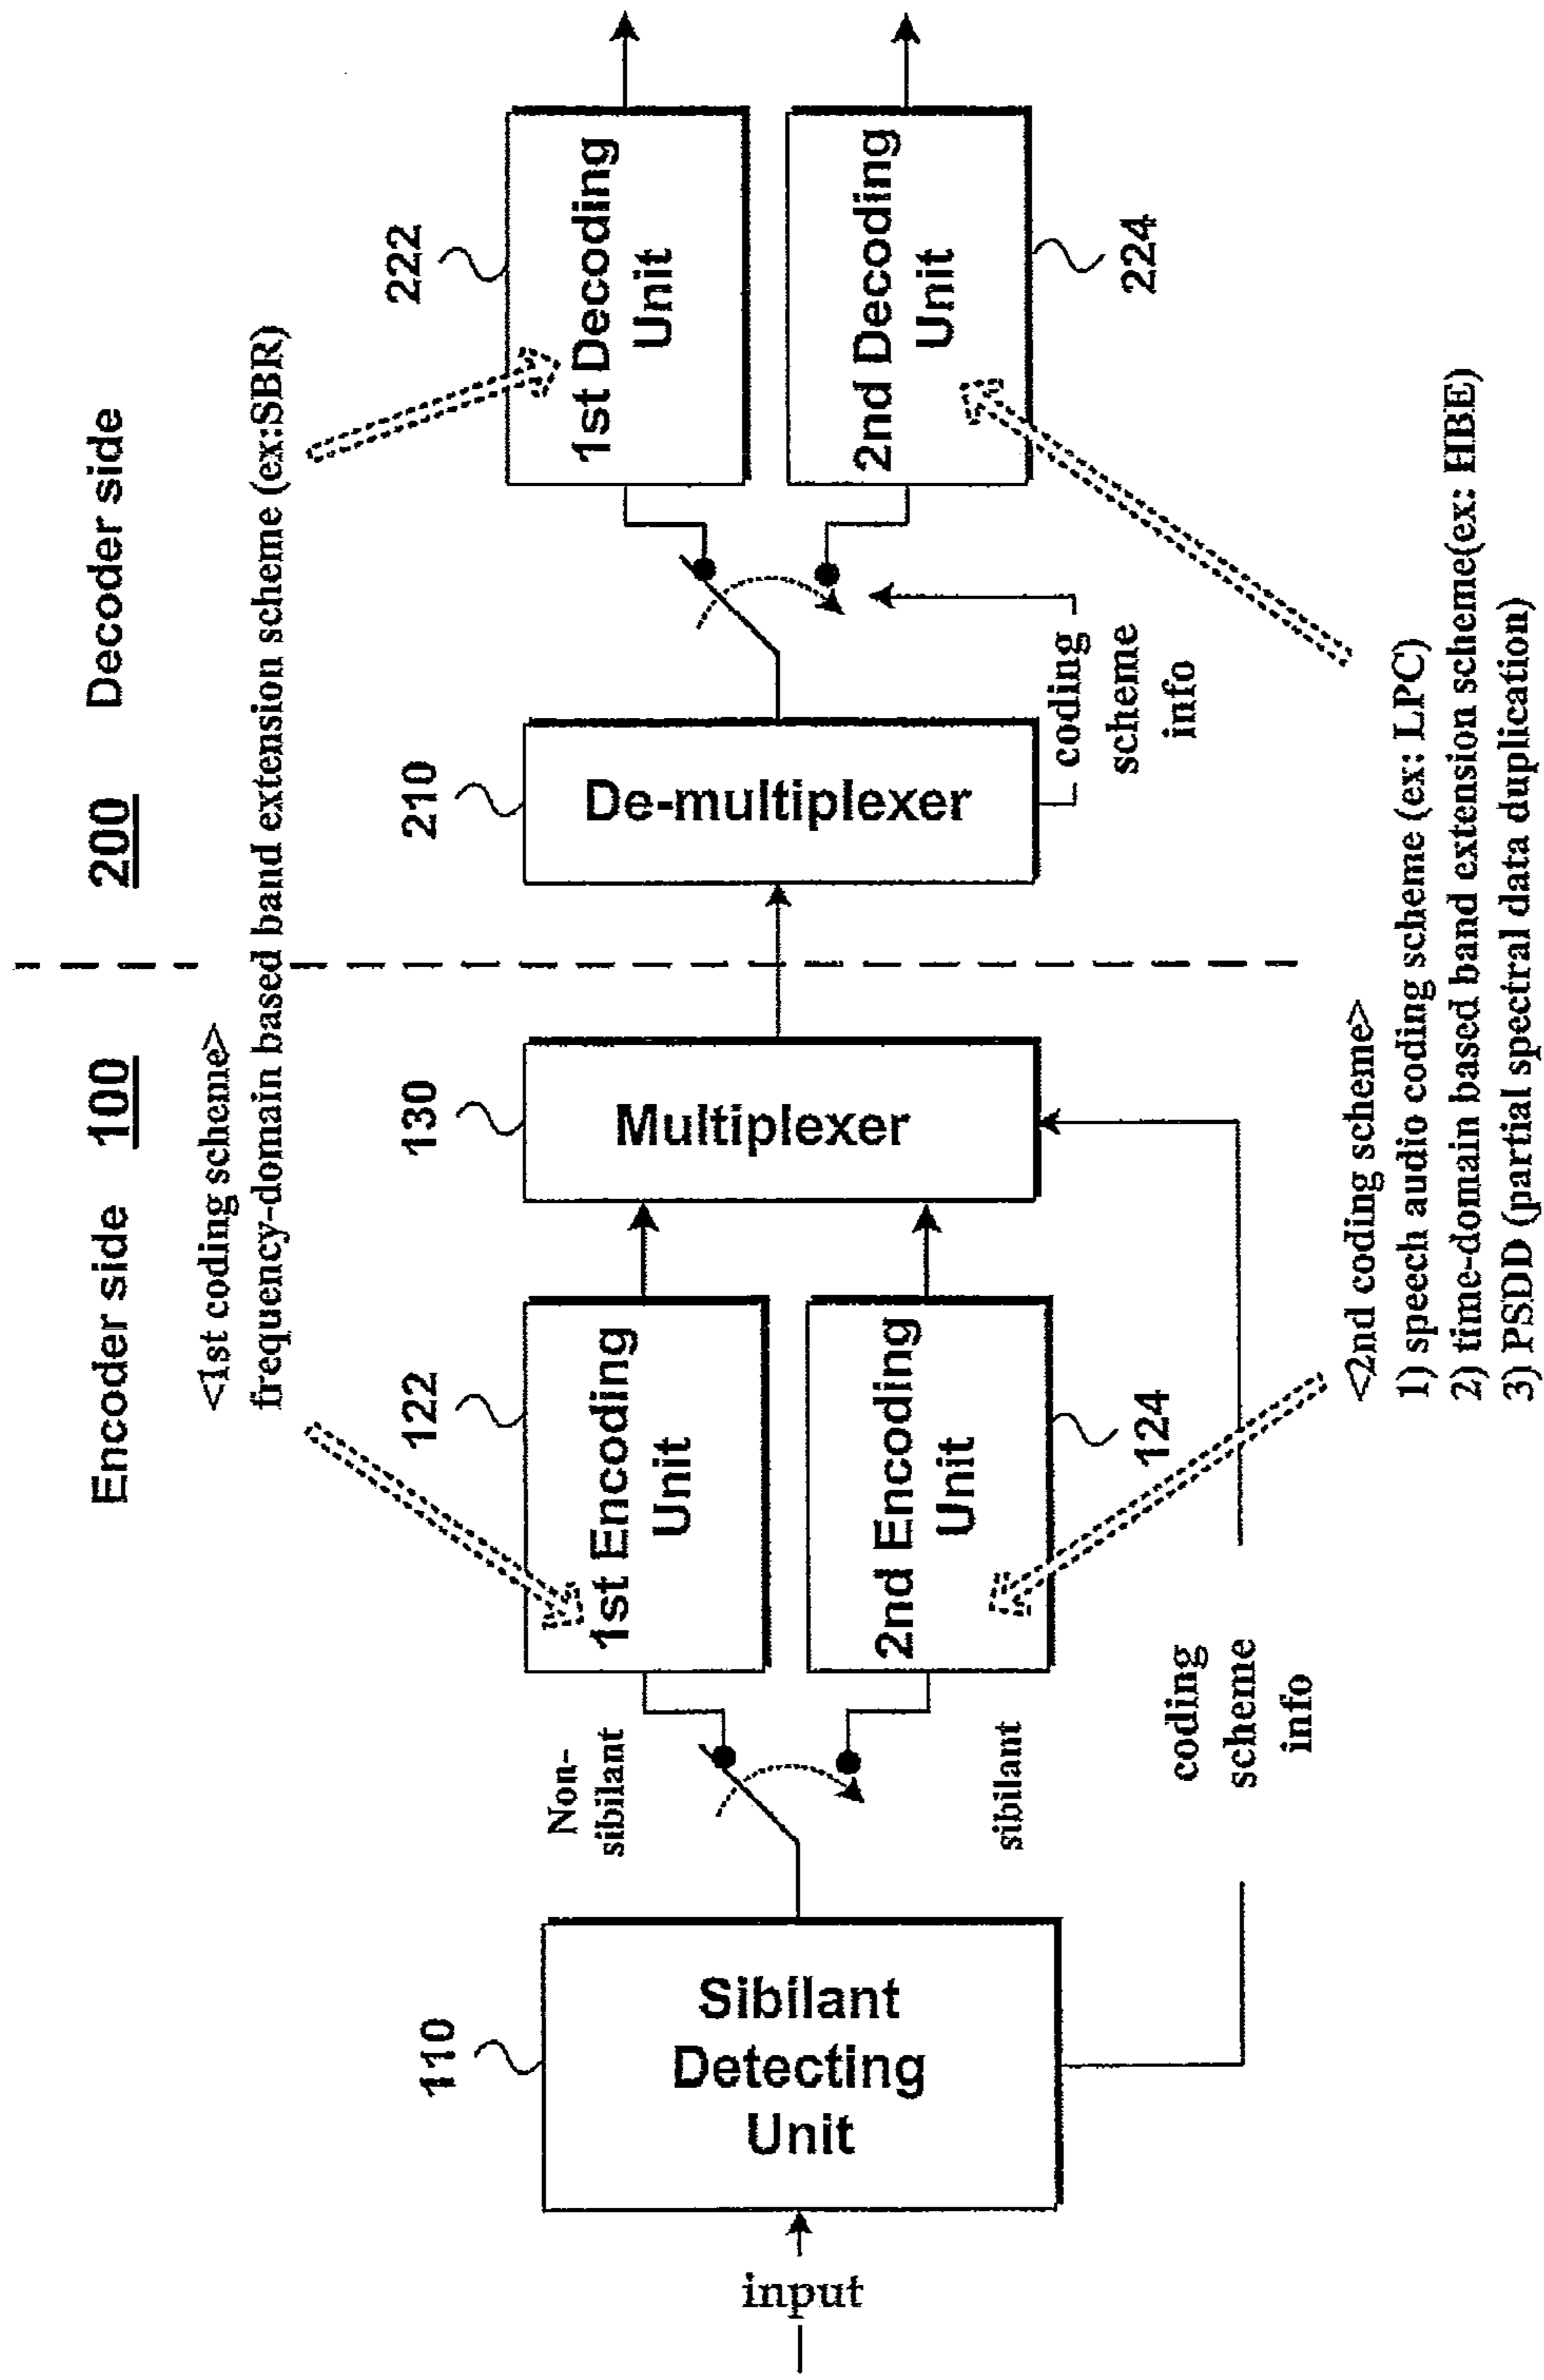 Encoder side 100
200 Decoder side
<1st coding scheme>
frequency-domain based band extension scheme (ex:SBR)
110
Sibilant
Detecting
Unit
input
Non-
sibilant
sibilant
122
1st Encoding
Unit
2nd Encoding
Unit
124
130
Multiplexer
coding
scheme
info
210
De-multiplexer
coding
scheme
info
222
1st Decoding
Unit
2nd Decoding
Unit
224
<2nd coding scheme>
1) speech audio coding scheme (ex: LPC)
2) time-domain based band extension scheme(ex: HBE)
3) PSDD (partial spectral data duplication)